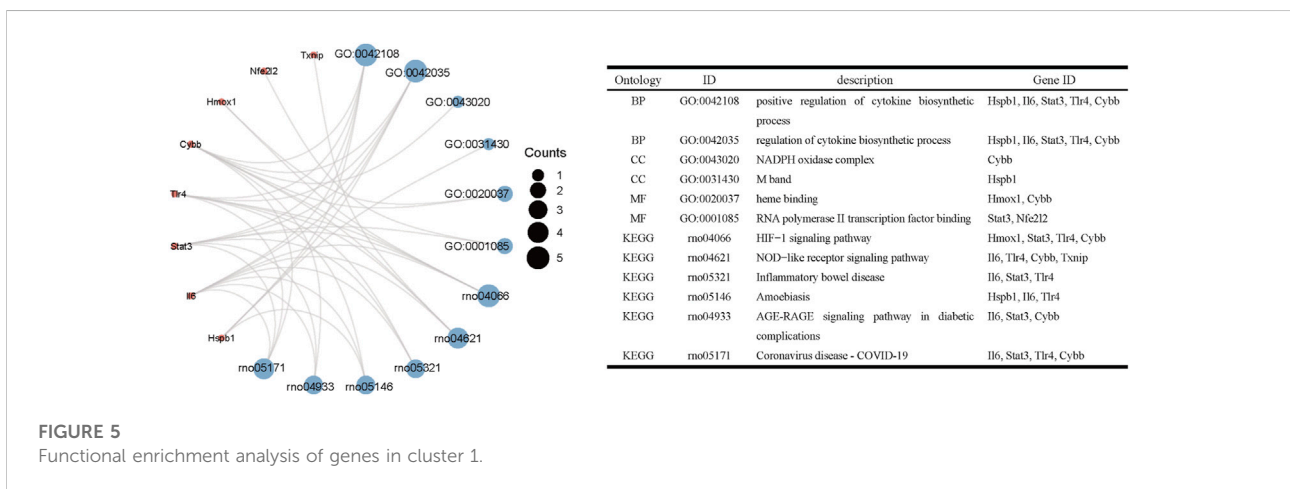 Txnip
GO:0042108
Nfe2l2
GO:0042035
Hmox1
GO:0043020
Cybb
GO:0031430
Tlr4
GO:0020037
Stat3
GO:0001085
Il6
rno04066
Hspb1
rno04621
rno05171
rno05321
rno04933
rno05146
Counts
1
2
3
4
5
Ontology ID description Gene ID
BP GO:0042108 positive regulation of cytokine biosynthetic Hspb1, Il6, Stat3, Tlr4, Cybb
process
BP GO:0042035 regulation of cytokine biosynthetic process Hspb1, Il6, Stat3, Tlr4, Cybb
CC GO:0043020 NADPH oxidase complex Cybb
CC GO:0031430 M band Hspb1
MF GO:0020037 heme binding Hmox1, Cybb
MF GO:0001085 RNA polymerase II transcription factor binding Stat3, Nfe2l2
KEGG rno04066 HIF-1 signaling pathway Hmox1, Stat3, Tlr4, Cybb
KEGG rno04621 NOD-like receptor signaling pathway Il6, Tlr4, Cybb, Txnip
KEGG rno05321 Inflammatory bowel disease Il6, Stat3, Tlr4
KEGG rno05146 Amoebiasis Hspb1, Il6, Tlr4
KEGG rno04933 AGE-RAGE signaling pathway in diabetic Il6, Stat3, Cybb
complications
KEGG rno05171 Coronavirus disease - COVID-19 Il6, Stat3, Tlr4, Cybb
FIGURE 5
Functional enrichment analysis of genes in cluster 1.